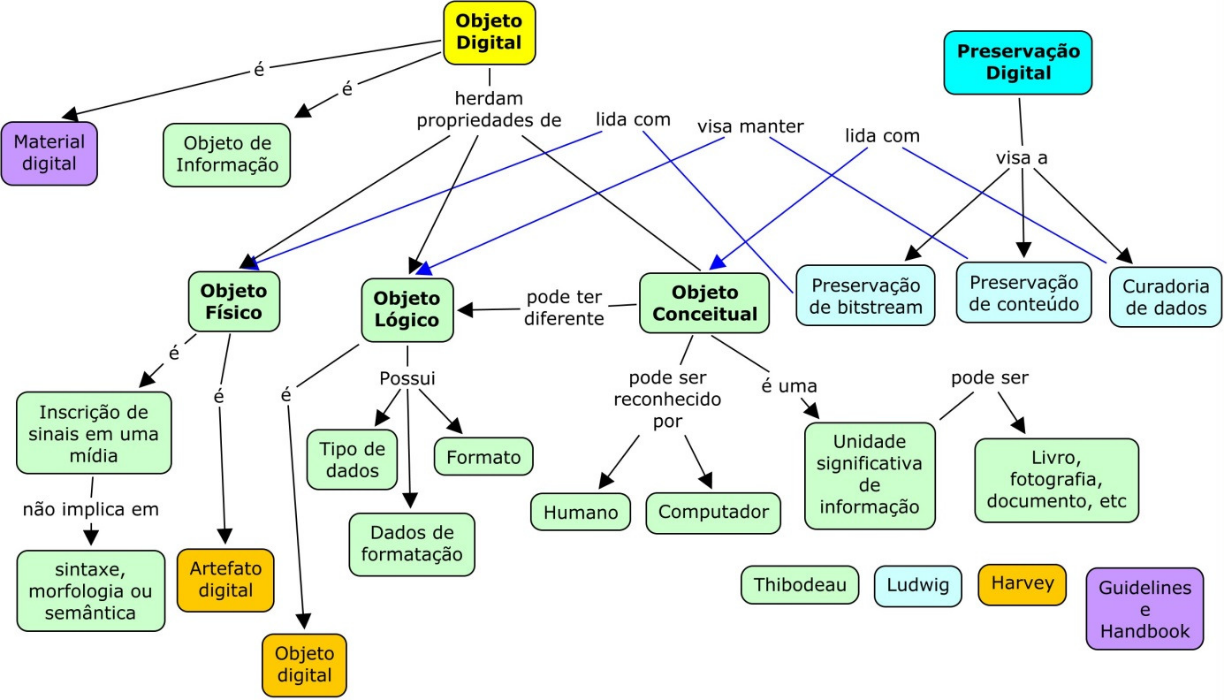 Objeto
Digital
Preservação
Digital
é
é
Material
digital
Objeto de
Informação
herdam
propriedades de
lida com
visa manter
lida com
visa a
Objeto
Físico
Objeto
Lógico
pode ter
diferente
Objeto
Conceitual
Preservação
de bitstream
Preservação
de conteúdo
Curadoria
de dados
é
é
é
Possui
pode ser
reconhecido
por
é uma
pode ser
Inscrição de
sinais em uma
mídia
Tipo de
dados
Formato
Unidade
significativa
de
informação
Livro,
fotografia,
documento, etc
não implica em
Dados de
formatação
Humano
Computador
sintaxe,
morfologia ou
semântica
Artefato
digital
Objeto
digital
Thibodeau
Ludwig
Harvey
Guidelines
e
Handbook